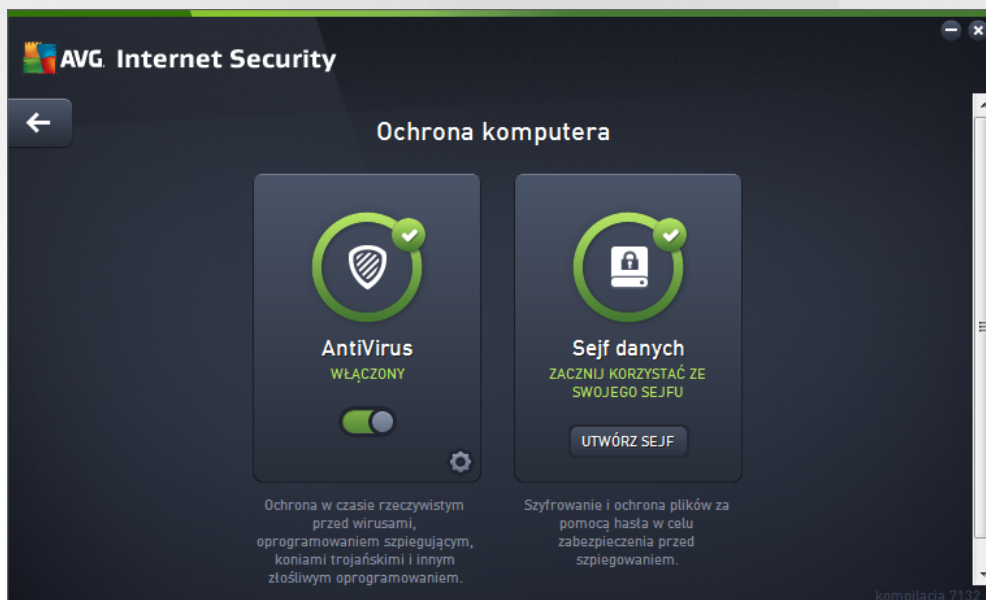 AVG. Internet Security
Ochrona komputera
AntiVirus
WŁĄCZONY
Ochrona w czasie rzeczywistym
przed wirusami,
oprogramowaniem szpiegującym,
koniami trojańskimi i innym
złośliwym oprogramowaniem.
Sejf danych
ZACZNIJ KORZYSTAĆ ZE
SWOJEGO SEJFU
UTWÓRZ SEJF
Szyfrowanie i ochrona plików za
pomocą hasła w celu
zabezpieczenia przed
szpiegowaniem.
kompilacja 7132